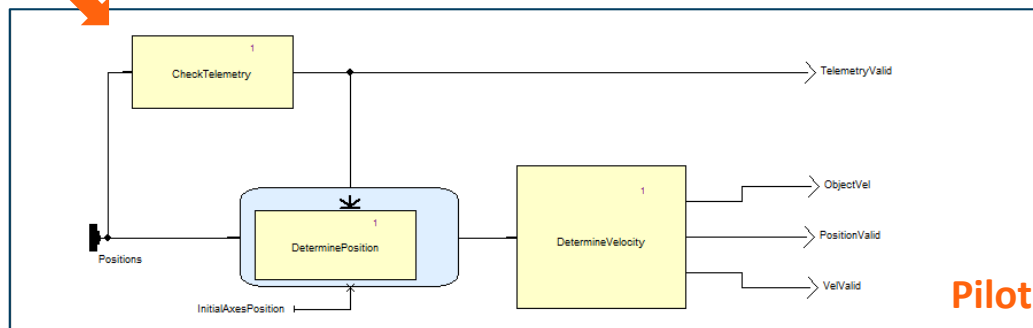 1
CheckTelemetry
TelemetryValid
1
ObjectVel
1
DeterminePosition
DetermineVelocity
PositionValid
Positions
VelValid
InitialAxesPosition
Pilot